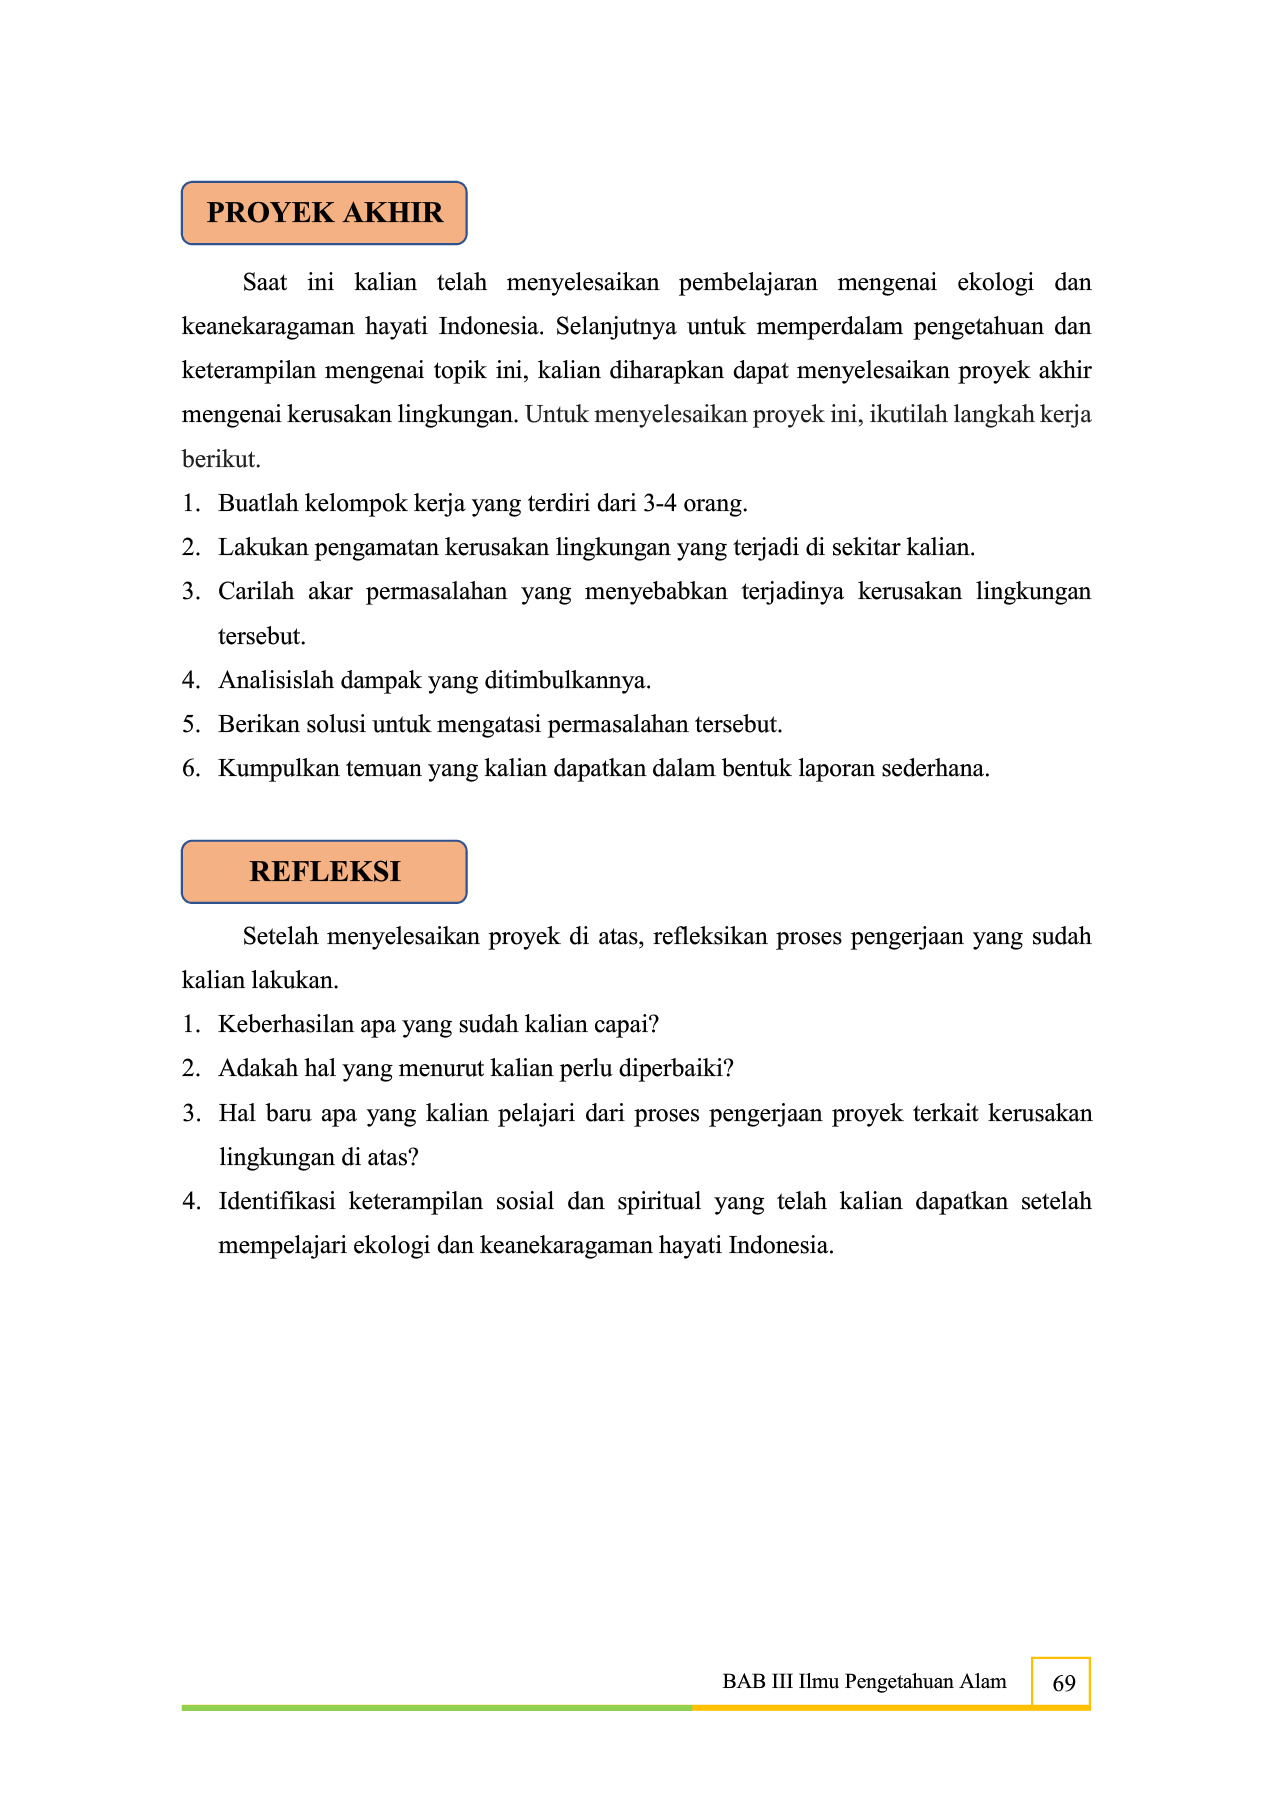 PROYEK AKHIR
Saat ini kalian telah menyelesaikan pembelajaran mengenai ekologi dan
keanekaragaman hayati Indonesia. Selanjutnya untuk memperdalam pengetahuan dan
keterampilan mengenai topik ini, kalian diharapkan dapat menyelesaikan proyek akhir
mengenai kerusakan lingkungan. Untuk menyelesaikan proyek ini, ikutilah langkah kerja
berikut.
1. Buatlah kelompok kerja yang terdiri dari 3-4 orang.
2. Lakukan pengamatan kerusakan lingkungan yang terjadi di sekitar kalian.
3. Carilah akar permasalahan yang menyebabkan terjadinya kerusakan lingkungan
tersebut.
4. Analisislah dampak yang ditimbulkannya.
5. Berikan solusi untuk mengatasi permasalahan tersebut.
6. Kumpulkan temuan yang kalian dapatkan dalam bentuk laporan sederhana.
REFLEKSI
Setelah menyelesaikan proyek di atas, refleksikan proses pengerjaan yang sudah
kalian lakukan.
1. Keberhasilan apa yang sudah kalian capai?
2. Adakah hal yang menurut kalian perlu diperbaiki?
3. Hal baru apa yang kalian pelajari dari proses pengerjaan proyek terkait kerusakan
lingkungan di atas?
4. Identifikasi keterampilan sosial dan spiritual yang telah kalian dapatkan setelah
mempelajari ekologi dan keanekaragaman hayati Indonesia.
BAB III Ilmu Pengetahuan Alam 69